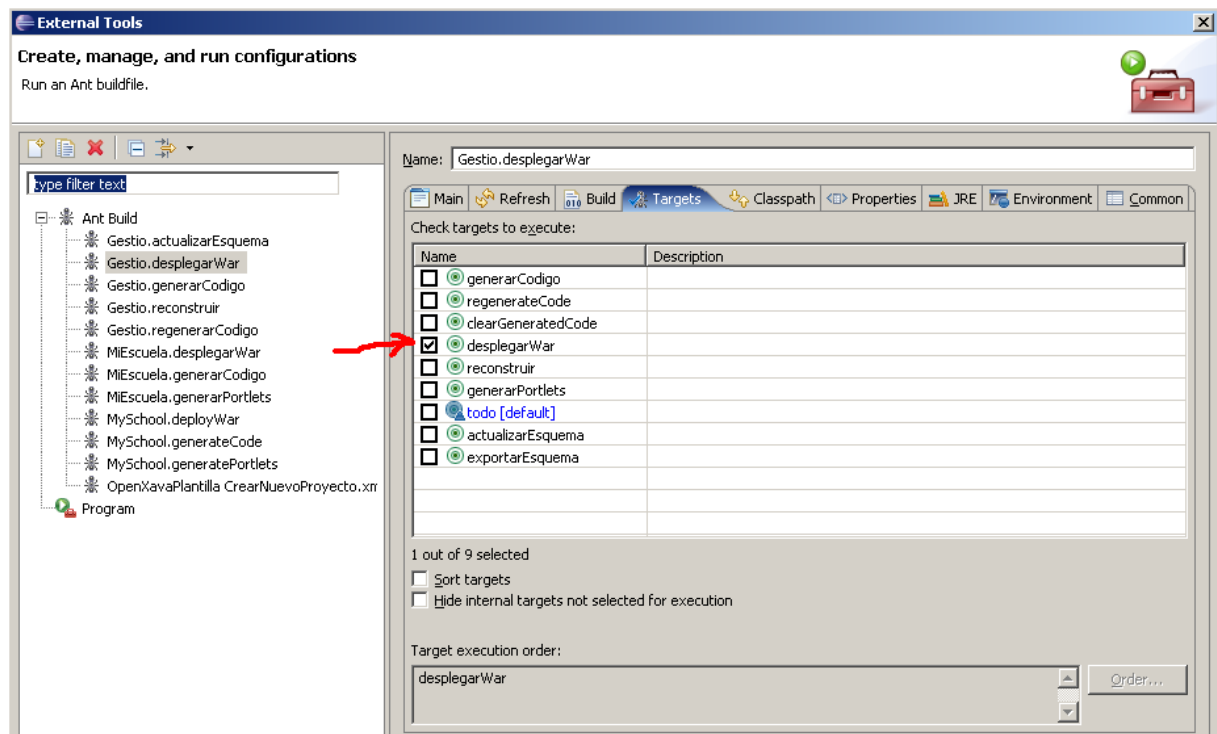 External Tools
Create, manage, and run configurations
Run an Ant buildfile.
type filter text
Ant Build
Gestio.actualizarEsquema
Gestio.desplegarWar
Gestio.generarCodigo
Gestio.reconstruir
Gestio.regenerarCodigo
MiEscuela.desplegarWar
MiEscuela.generarCodigo
MiEscuela.generarPortlets
MySchool.deployWar
MySchool.generateCode
MySchool.generatePortlets
OpenXavaPlantilla CrearNuevoProyecto.xm
Program
Name: Gestio.desplegarWar
Main Refresh Build Targets Classpath Properties JRE Environment Common
Check targets to execute:
Name Description
generarCodigo
regenerateCode
clearGeneratedCode
desplegarWar
reconstruir
generarPortlets
todo [default]
actualizarEsquema
exportarEsquema
1 out of 9 selected
Sort targets
Hide internal targets not selected for execution
Target execution order:
desplegarWar
Order...